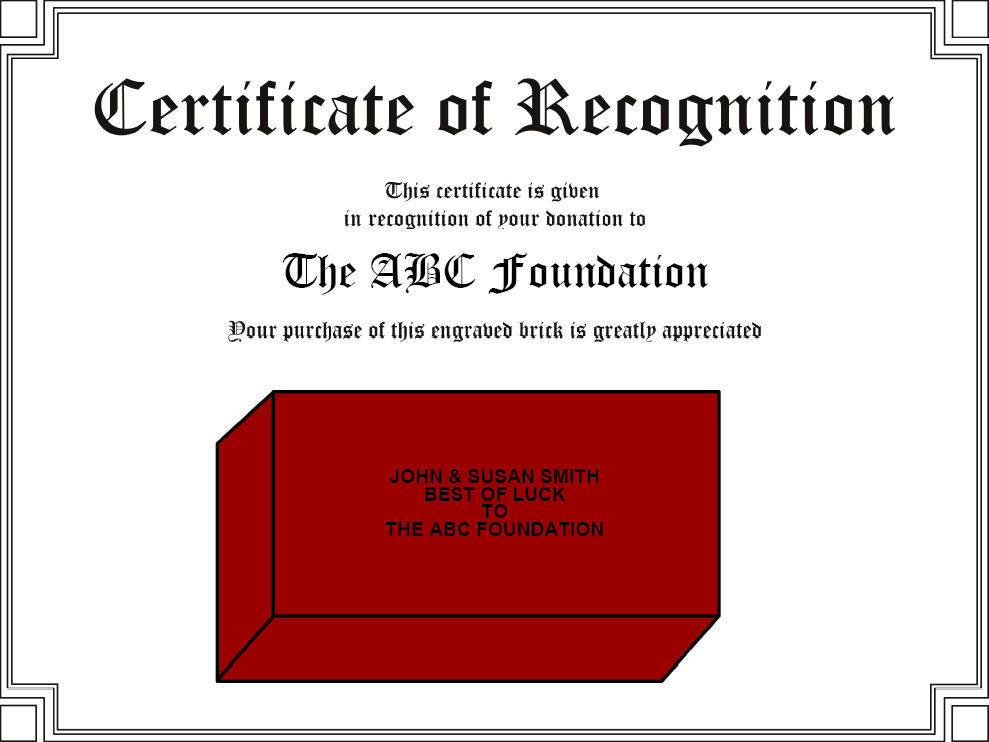 Certificate of Recognition
This certificate is given
in recognition of your donation to
The ABC Foundation
Your purchase of this engraved brick is greatly appreciated
JOHN & SUSAN SMITH
BEST OF LUCK
TO
THE ABC FOUNDATION